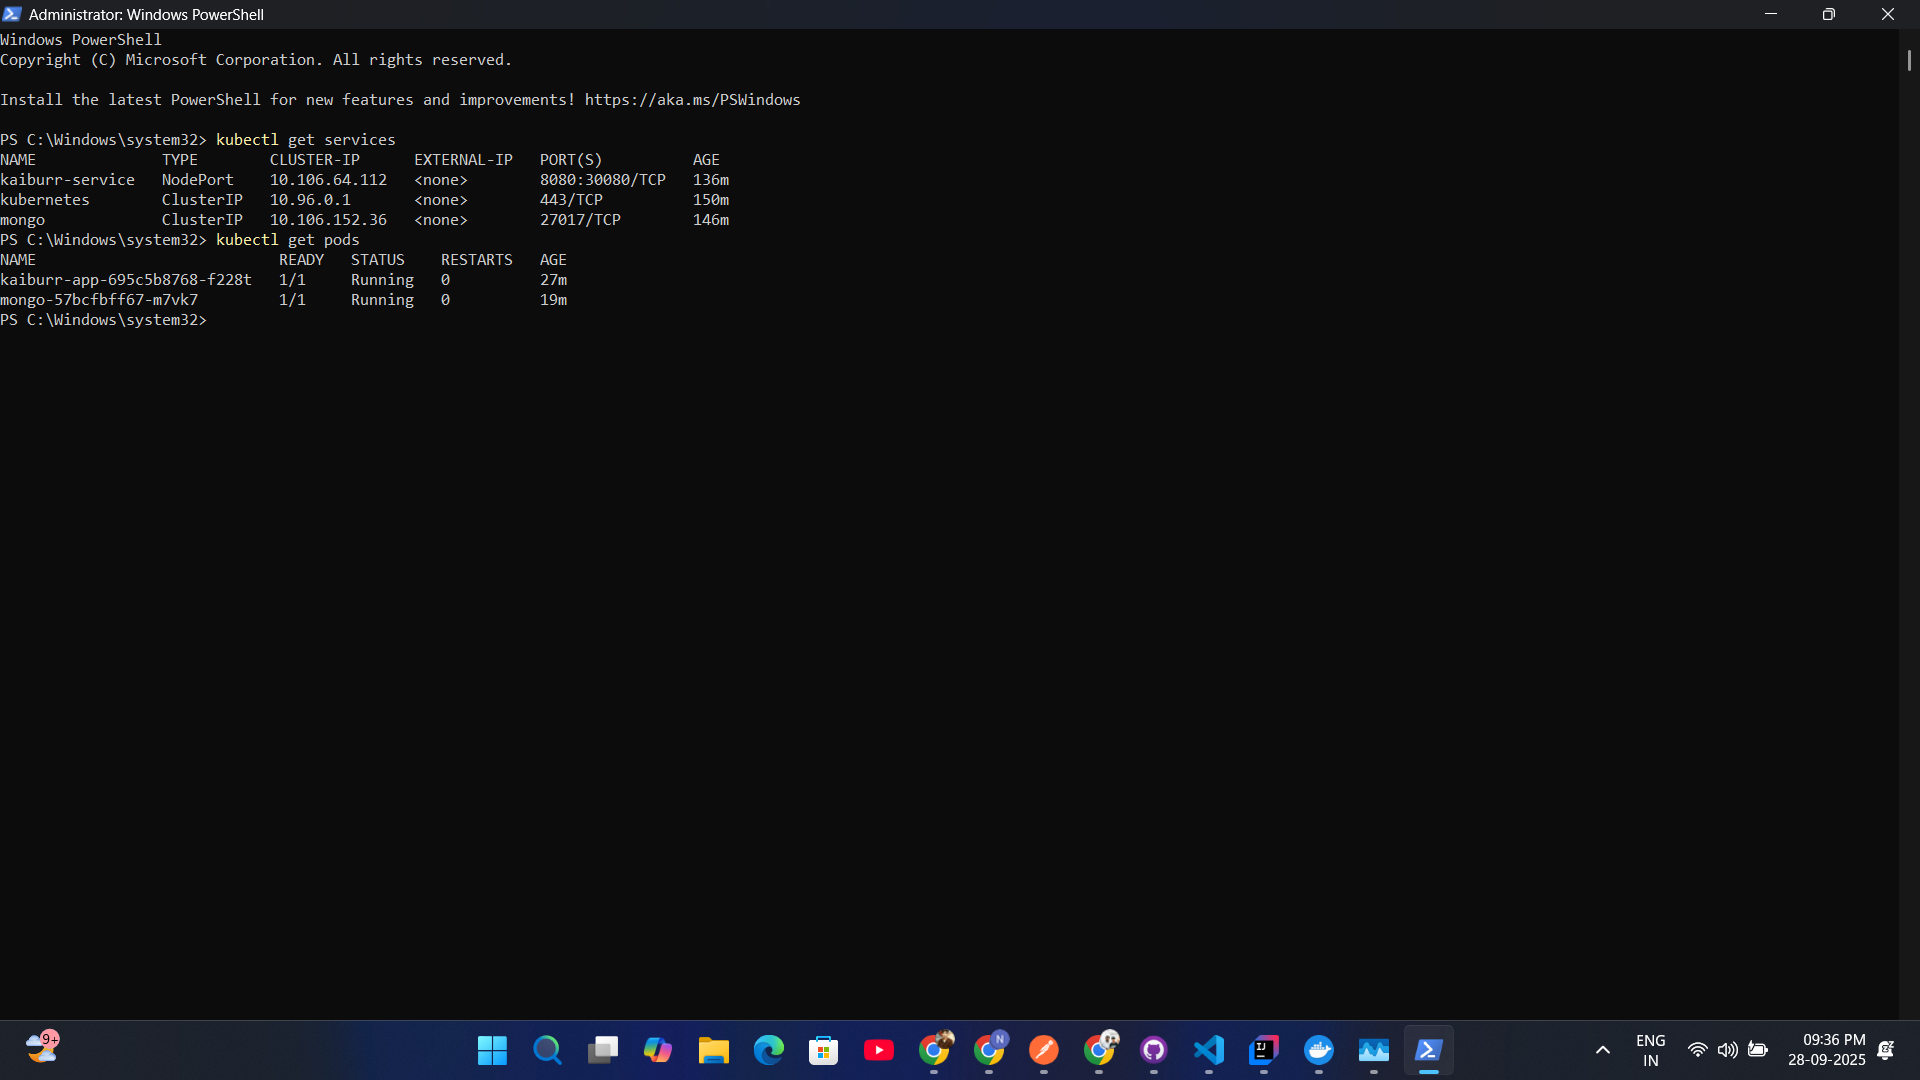 Administrator: Windows PowerShell
Windows PowerShell
Copyright (C) Microsoft Corporation. All rights reserved.
Install the latest PowerShell for new features and improvements! https://aka.ms/PSWindows
PS C:\Windows\system32> kubectl get services
NAME TYPE CLUSTER-IP EXTERNAL-IP PORT(S) AGE
kaiburr-service NodePort 10.106.64.112 <none> 8080:30080/TCP 136m
kubernetes ClusterIP 10.96.0.1 <none> 443/TCP 150m
mongo ClusterIP 10.106.152.36 <none> 27017/TCP 146m
PS C:\Windows\system32> kubectl get pods
NAME READY STATUS RESTARTS AGE
kaiburr-app-695c5b8768-f228t 1/1 Running 0 27m
mongo-57bcfbff67-m7vk7 1/1 Running 0 19m
PS C:\Windows\system32>
9+
N
IJ
ENG
IN
09:36 PM
28-09-2025